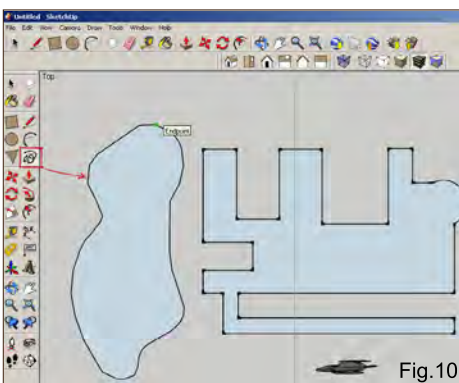 Untitled - SketchUp
File Edit View Camera Draw Tools Window Help
Top
Endpoint
Fig.10